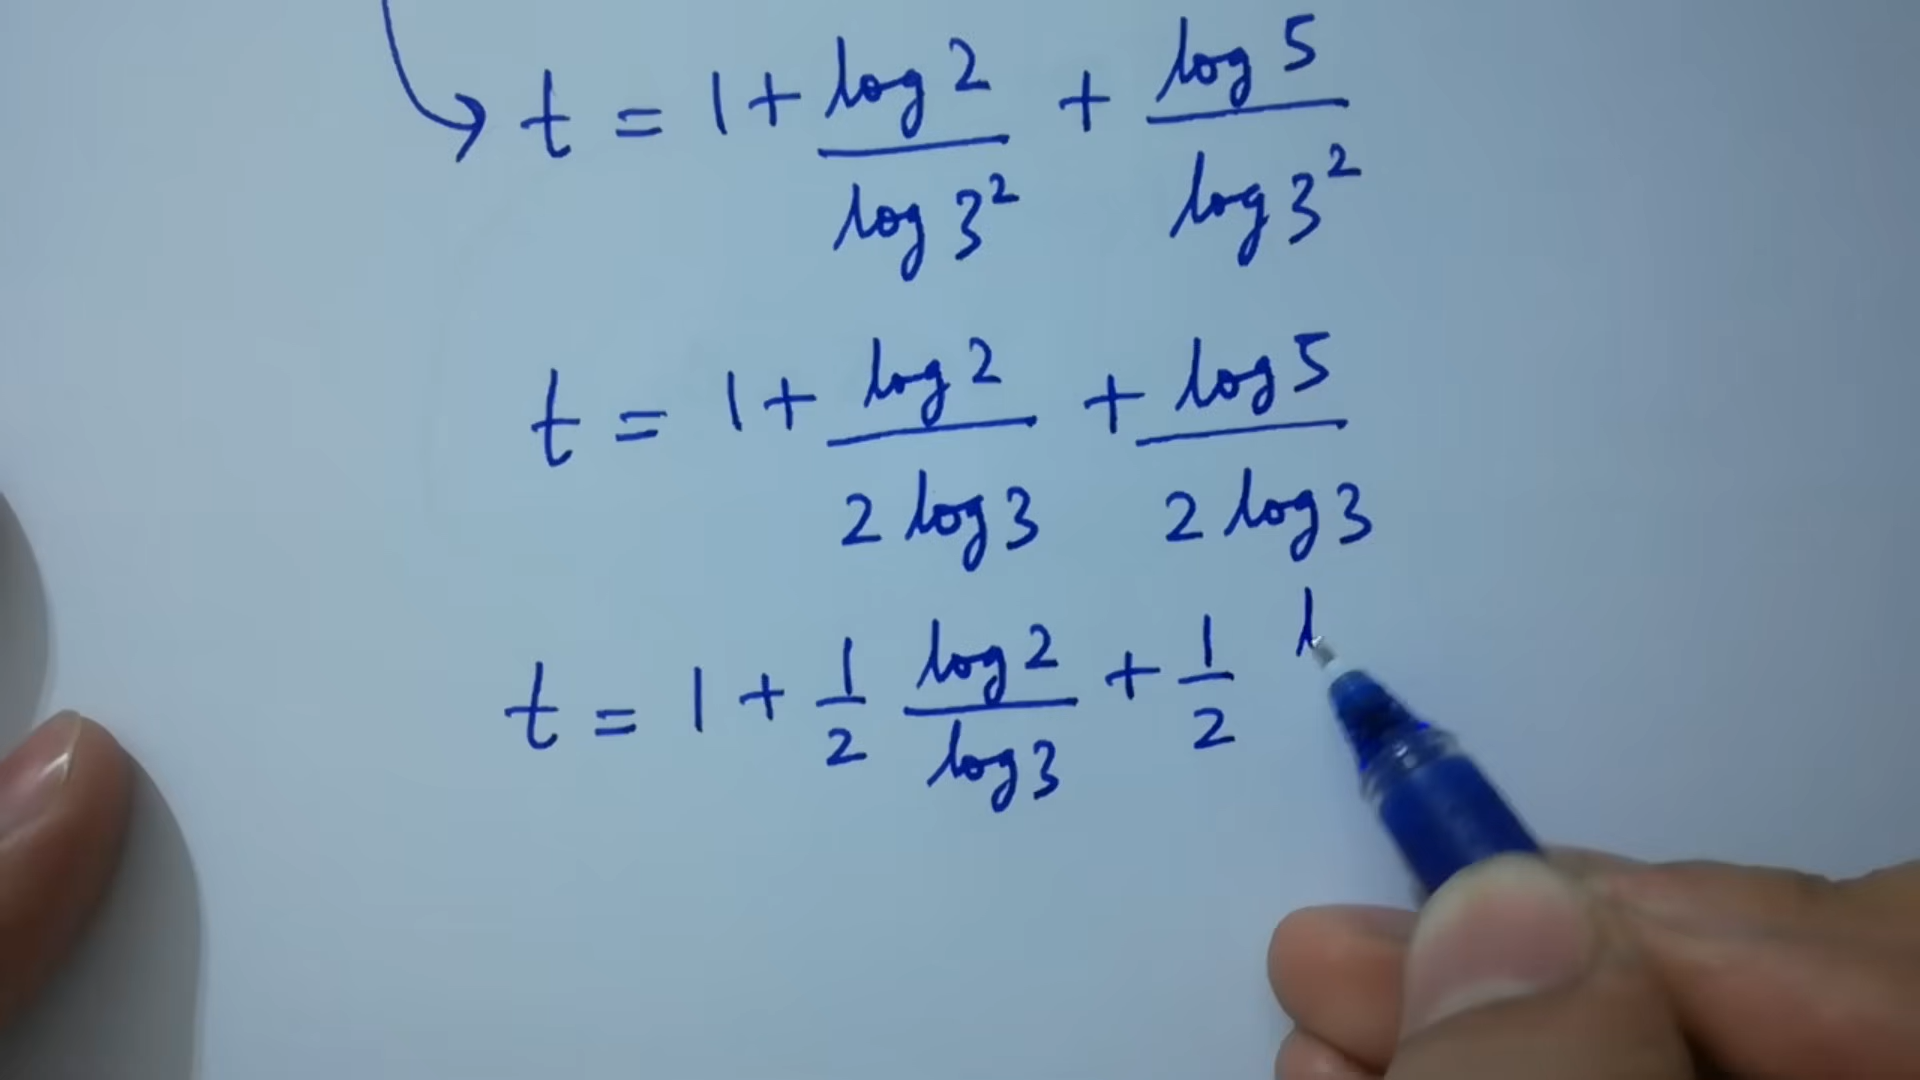 t = 1 + log 2 / log 3² + log 5 / log 3²
t = 1 + log 2 / 2 log 3 + log 5 / 2 log 3
t = 1 + 1/2 log 2 / log 3 + 1/2 l